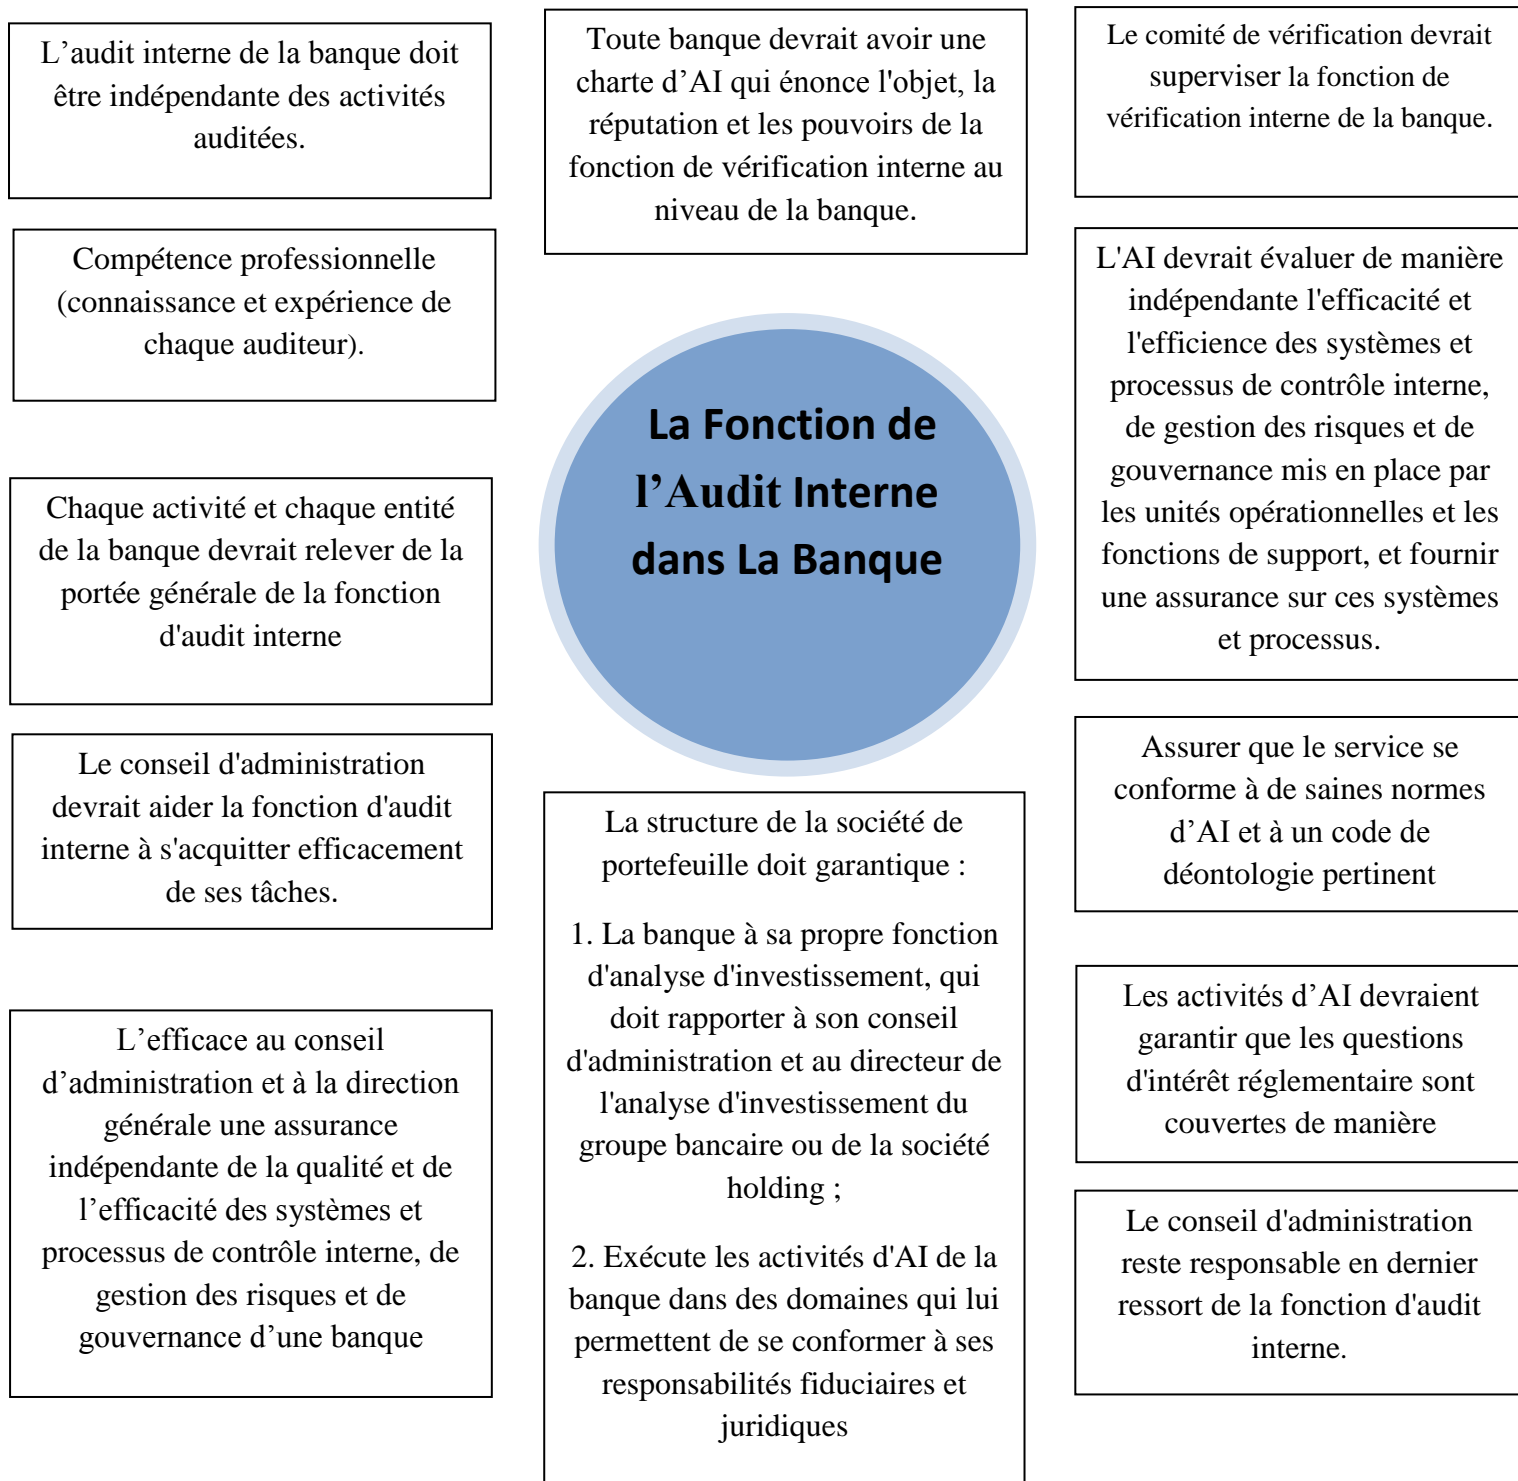 L’audit interne de la banque doit
être indépendante des activités
auditées.
Toute banque devrait avoir une
charte d’AI qui énonce l'objet, la
réputation et les pouvoirs de la
fonction de vérification interne au
niveau de la banque.
Le comité de vérification devrait
superviser la fonction de
vérification interne de la banque.
Compétence professionnelle
(connaissance et expérience de
chaque auditeur).
L'AI devrait évaluer de manière
indépendante l'efficacité et
l'efficience des systèmes et
processus de contrôle interne,
de gestion des risques et de
gouvernance mis en place par
les unités opérationnelles et les
fonctions de support, et fournir
une assurance sur ces systèmes
et processus.
La Fonction de
l’Audit Interne
dans La Banque
Chaque activité et chaque entité
de la banque devrait relever de la
portée générale de la fonction
d'audit interne
Le conseil d'administration
devrait aider la fonction d'audit
interne à s'acquitter efficacement
de ses tâches.
Assurer que le service se
conforme à de saines normes
d’AI et à un code de
déontologie pertinent
La structure de la société de
portefeuille doit garantique :
1. La banque à sa propre fonction
d'analyse d'investissement, qui
doit rapporter à son conseil
d'administration et au directeur de
l'analyse d'investissement du
groupe bancaire ou de la société
holding ;
2. Exécute les activités d'AI de la
banque dans des domaines qui lui
permettent de se conformer à ses
responsabilités fiduciaires et
juridiques
Les activités d’AI devraient
garantir que les questions
d'intérêt réglementaire sont
couvertes de manière
L’efficace au conseil
d’administration et à la direction
générale une assurance
indépendante de la qualité et de
l’efficacité des systèmes et
processus de contrôle interne, de
gestion des risques et de
gouvernance d’une banque
Le conseil d'administration
reste responsable en dernier
ressort de la fonction d'audit
interne.